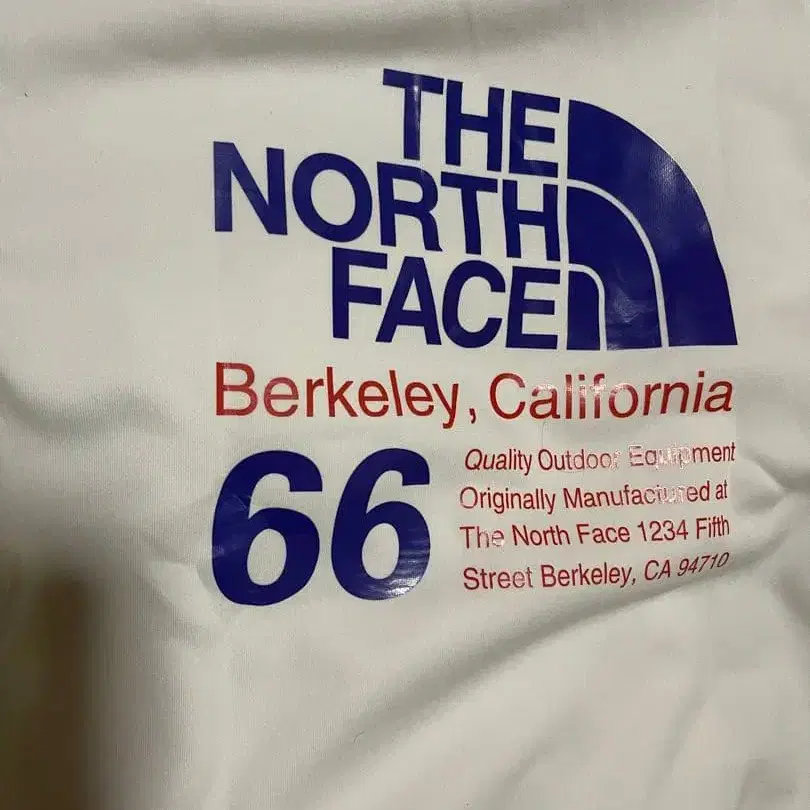 THE
NORTH
FACE
Berkeley, California
66
Quality Outdoor Equipment
Originally Manufactured at
The North Face 1234 Fifth
Street Berkeley, CA 94710